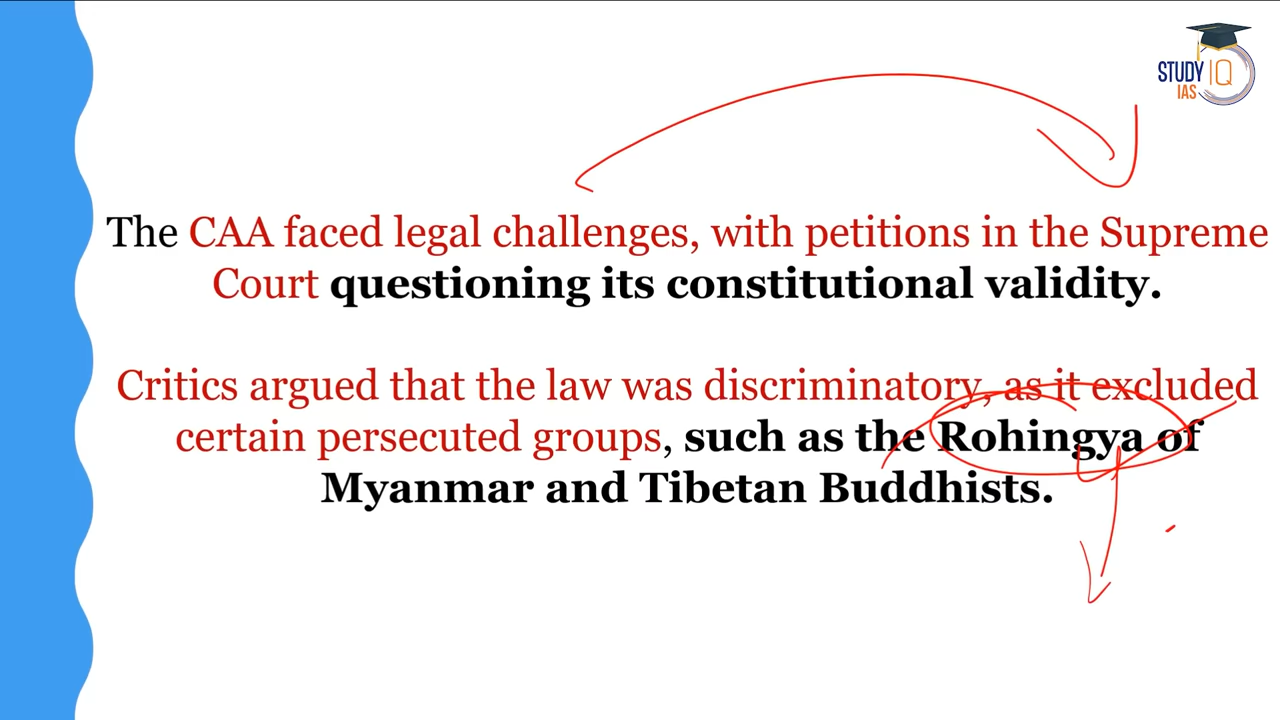 STUDY IQ
IAS
The CAA faced legal challenges, with petitions in the Supreme
Court questioning its constitutional validity.
Critics argued that the law was discriminatory, as it excluded
certain persecuted groups, such as the Rohingya of
Myanmar and Tibetan Buddhists.